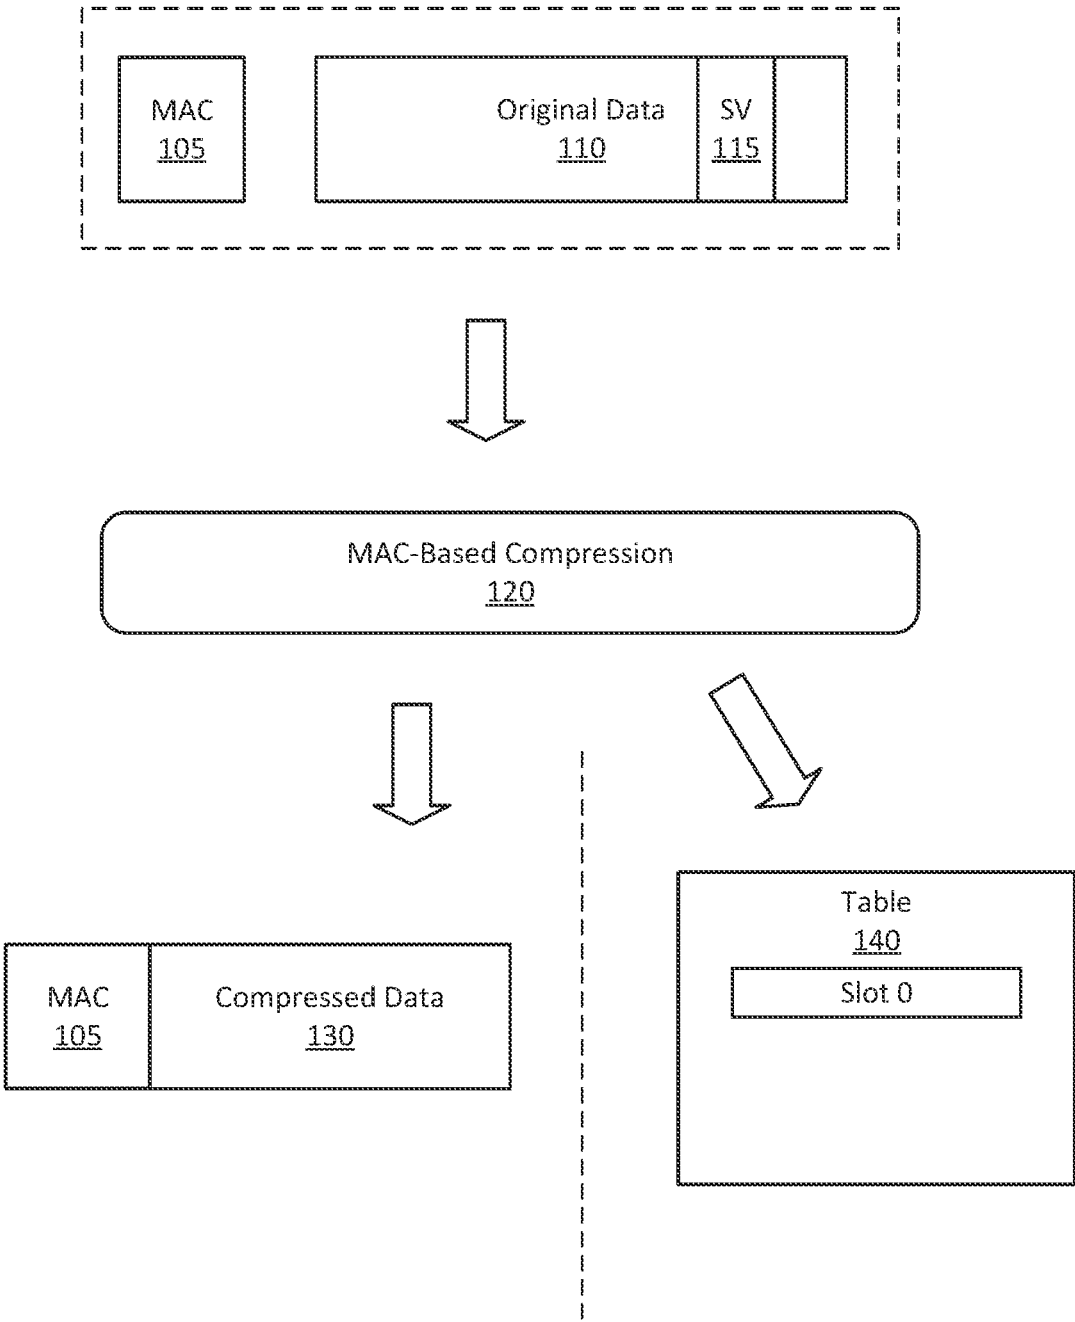 MAC
105
Original Data
110
SV
115
MAC-Based Compression
120
MAC
105
Compressed Data
130
Table
140
Slot 0